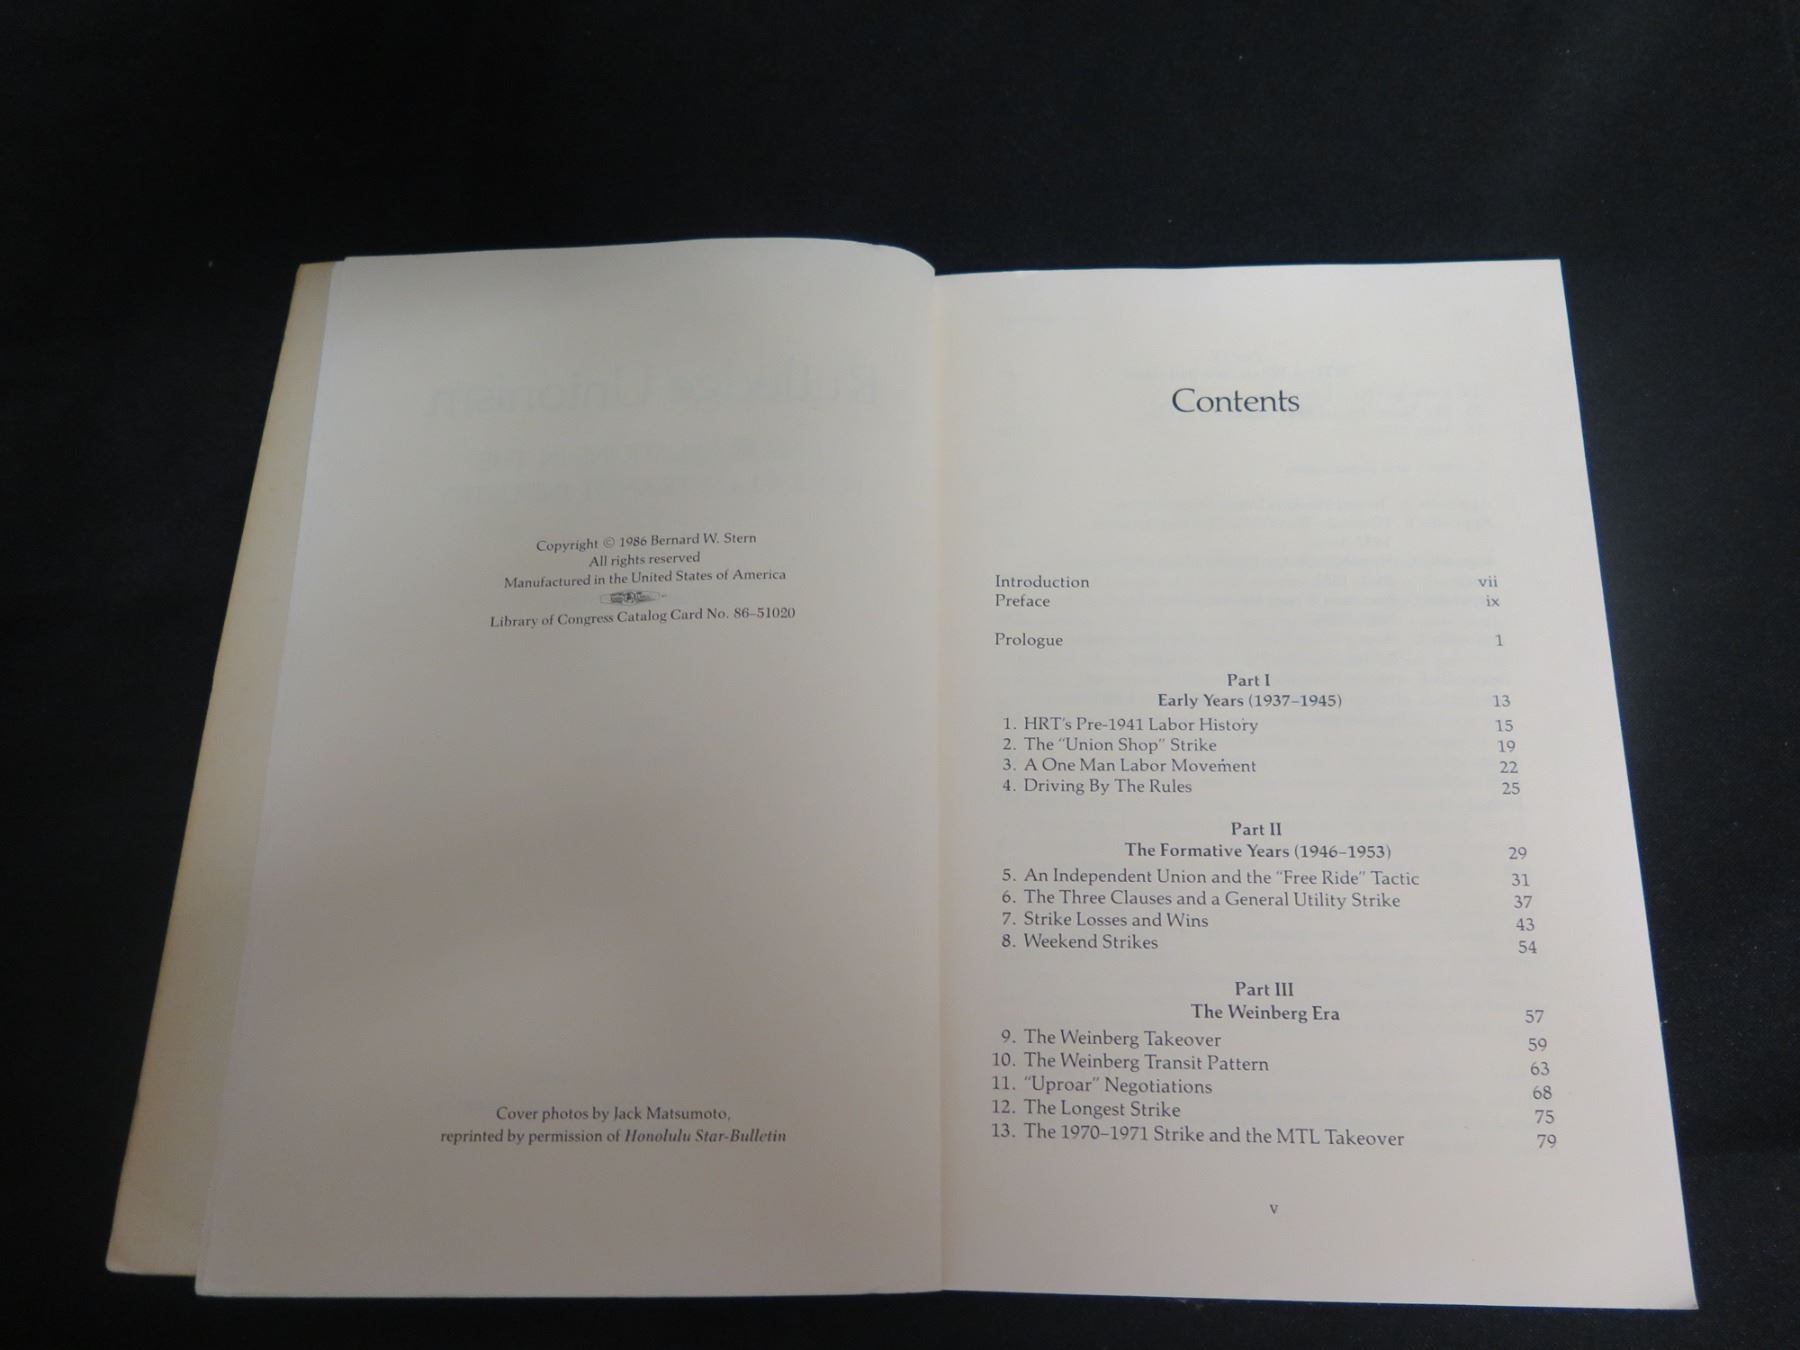 Copyright © 1986 Bernard W. Stern
All rights reserved
Manufactured in the United States of America
Library of Congress Catalog Card No. 86–51020
Cover photos by Jack Matsumoto,
reprinted by permission of Honolulu Star-Bulletin
Contents
Introduction vii
Preface ix
Prologue 1
Part I
Early Years (1937–1945) 13
1. HRT's Pre-1941 Labor History 15
2. The "Union Shop" Strike 19
3. A One Man Labor Movement 22
4. Driving By The Rules 25
Part II
The Formative Years (1946–1953) 29
5. An Independent Union and the "Free Ride" Tactic 31
6. The Three Clauses and a General Utility Strike 37
7. Strike Losses and Wins 43
8. Weekend Strikes 54
Part III
The Weinberg Era 57
9. The Weinberg Takeover 59
10. The Weinberg Transit Pattern 63
11. "Uproar" Negotiations 68
12. The Longest Strike 75
13. The 1970–1971 Strike and the MTL Takeover 79
v